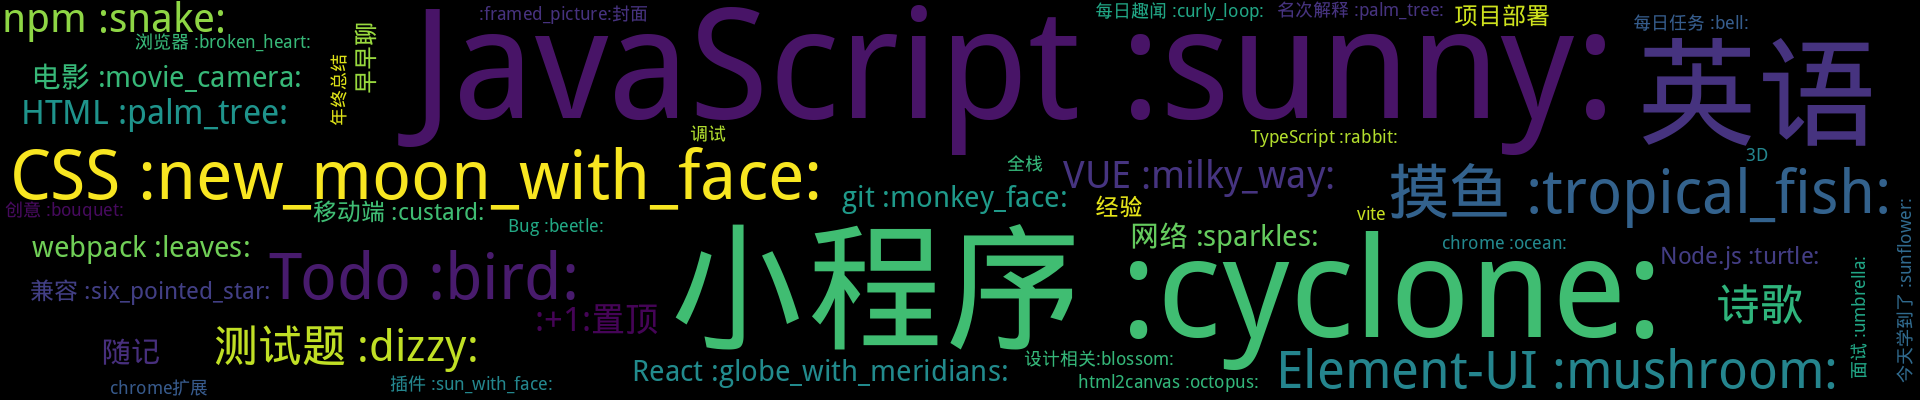 npm :snake:
:framed_picture:封面
JavaScript :sunny:
每日趣闻 :curly_loop:
名次解释 :palm_tree:
项目部署
每日任务 :bell:
浏览器 :broken_heart:
早早聊
年终总结
电影 :movie_camera:
HTML :palm_tree:
英语
调试
TypeScript :rabbit:
CSS :new_moon_with_face:
全栈
VUE :milky_way:
3D
摸鱼 :tropical_fish:
git :monkey_face:
创意 :bouquet:
移动端 :custard:
Bug :beetle:
经验
vite
webpack :leaves:
网络 :sparkles:
chrome :ocean:
Node.js :turtle:
今天学到了 :sunflower:
兼容 :six_pointed_star:
Todo :bird:
小程序 :cyclone:
诗歌
面试 :umbrella:
:+1:置顶
随记
测试题 :dizzy:
React :globe_with_meridians:
设计相关:blossom:
Element-UI :mushroom:
chrome扩展
插件 :sun_with_face:
html2canvas :octopus: